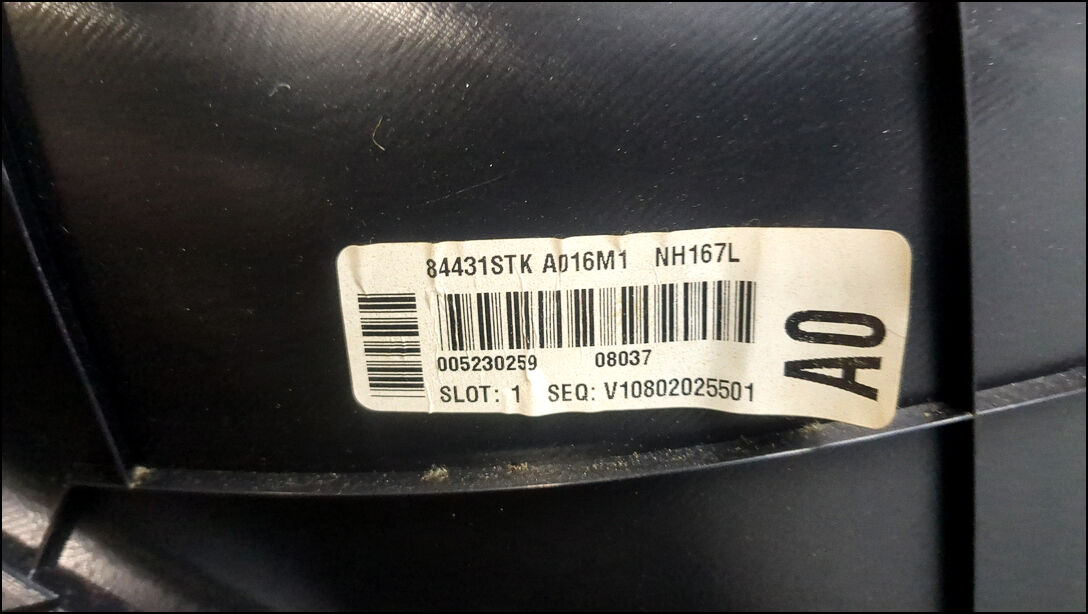 84431STK A016M1 NH167L
005230259 08037
SLOT: 1 SEQ: V10802025501
A0